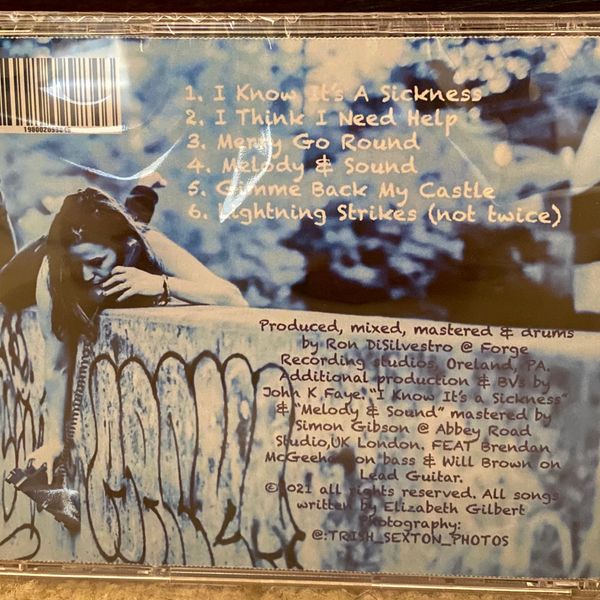 1. I Know It's A Sickness
2. I Think I Need Help
3. Merry Go Round
4. Melody & Sound
5. Gimme Back My Castle
6. Lightning Strikes (not twice)
Produced, mixed, mastered & drums
by Ron DiSilvestro @ Forge
Recording studios, Oreland, PA.
Additional production & BVs by
John K Faye. "I Know It's a Sickness"
& "Melody & Sound" mastered by
Simon Gibson @ Abbey Road
Studio,UK London. FEAT Brendan
McGeehan on bass & Will Brown on
Lead Guitar.
©2021 all rights reserved. All songs
written by Elizabeth Gilbert
Photography:
@:TRISH_SEXTON_PHOTOS